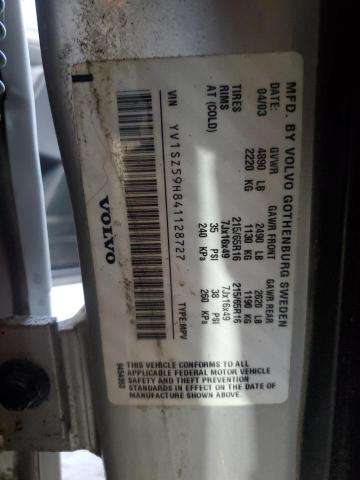 MFD. BY VOLVO GOTHENBURG SWEDEN
DATE: 04/03
GVWR 4890 LB 2220 KG
GAWR FRONT 2490 LB 1130 KG
GAWR REAR 2620 LB 1190 KG
TIRES 215/65R16 215/65R16
RIMS 7Jx16x49 7Jx16x49
AT (COLD) 35 PSI 240 KPa 38 PSI 260 KPa
VIN YV1SZ59H841128727 TYPE:MPV
VOLVO
THIS VEHICLE CONFORMS TO ALL
APPLICABLE FEDERAL MOTOR VEHICLE
SAFETY AND THEFT PREVENTION
STANDARDS IN EFFECT ON THE DATE OF
MANUFACTURE SHOWN ABOVE.